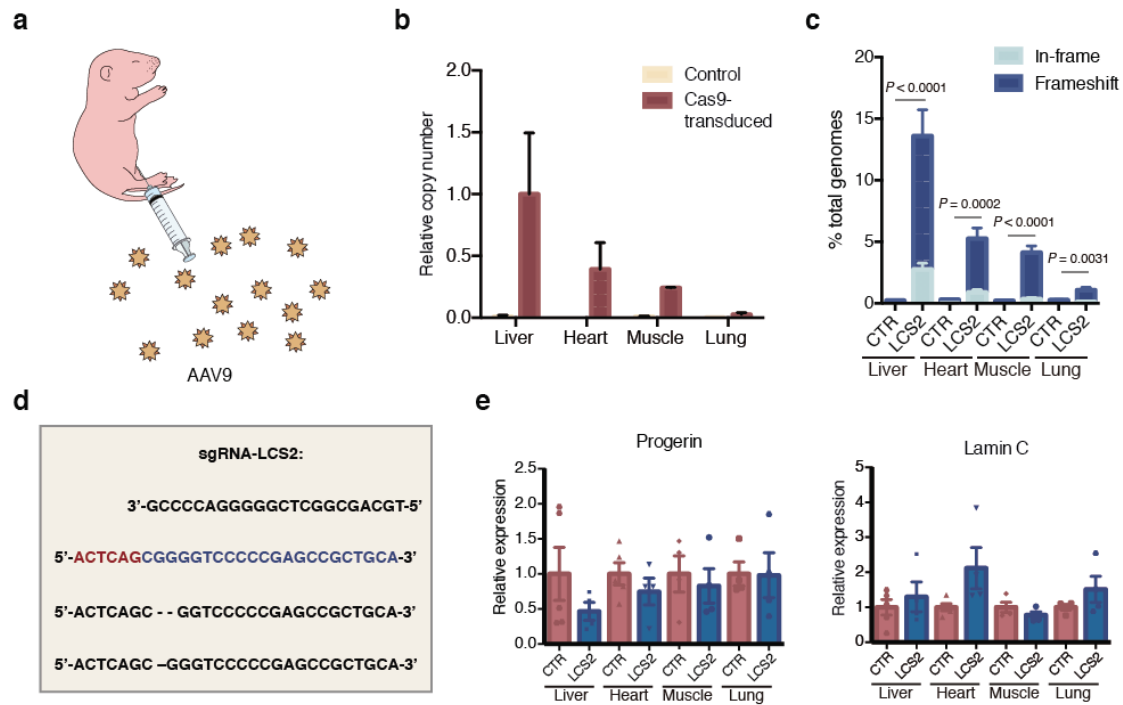 a
AAV9
b
Relative copy number
2.0
1.5
1.0
0.5
0.0
Control
Cas9-
transduced
Liver
Heart
Muscle
Lung
c
% total genomes
20
15
10
5
0
In-frame
Frameshift
P < 0.0001
P = 0.0002
P < 0.0001
P = 0.0031
CTR
LCS2
CTR
LCS2
CTR
LCS2
CTR
LCS2
Liver
Heart
Muscle
Lung
d
sgRNA-LCS2:
3'-GCCCCAGGGGGCTCGGCGACGT-5'
5'-ACTCAGCGGGGTCCCCCGAGCCGCTGCA-3'
5'-ACTCAGC - - GGTCCCCCGAGCCGCTGCA-3'
5'-ACTCAGC –GGGTCCCCCGAGCCGCTGCA-3'
e
Progerin
Relative expression
2.5
2.0
1.5
1.0
0.5
0.0
CTR
LCS2
CTR
LCS2
CTR
LCS2
CTR
LCS2
Liver
Heart
Muscle
Lung
Lamin C
Relative expression
5
4
3
2
1
0
CTR
LCS2
CTR
LCS2
CTR
LCS2
CTR
LCS2
Liver
Heart
Muscle
Lung